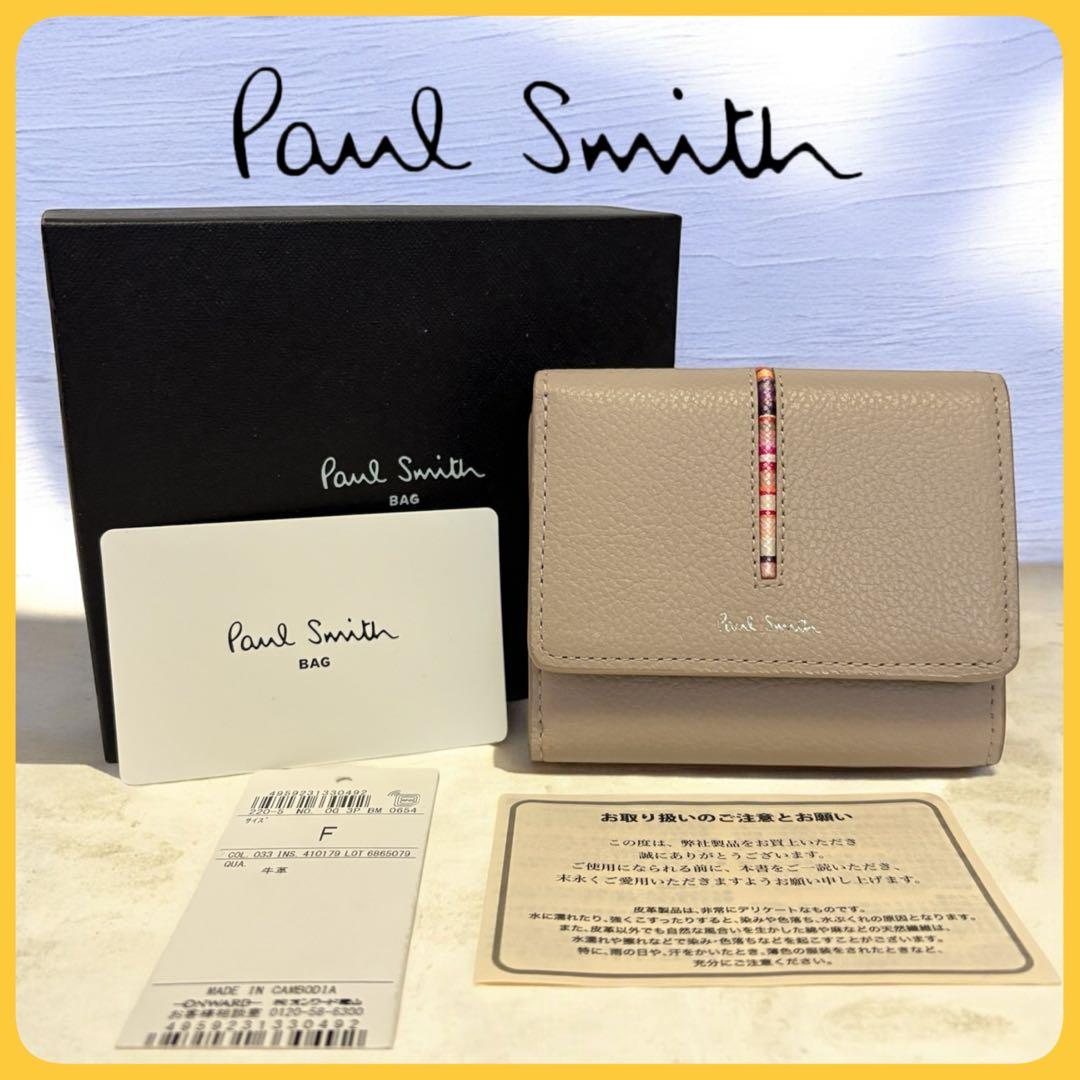 Paul Smith
Paul Smith
BAG
Paul Smith
BAG
Paul Smith
4959231330492
220-5 NO. 0G 3P BM 0654
サイズ
F
COL. 033 INS. 410179 LOT 6865079
QUA.
牛革
MADE IN CAMBODIA
ONWARD ㈱オンワード樫山
お客様相談室 0120-58-6300
4959231330492
お取り扱いのご注意とお願い
この度は、弊社製品をお買上いただき
誠にありがとうございます。
ご使用になられる前に、本書をご一読いただき、
末永くご愛用いただきますようお願い申し上げます。
皮革製品は、非常にデリケートなものです。
水に濡れたり、強くこすったりすると、染みや色落ち、水ぶくれの原因となります。
また、皮革以外でも自然な風合いを生かした綿や麻などの天然繊維は、
水濡れや擦れなどで染み・色落ちなどを起こすことがございます。
特に、雨の日や、汗をかいたとき、薄色の服装をされたときなど、
充分にご注意ください。